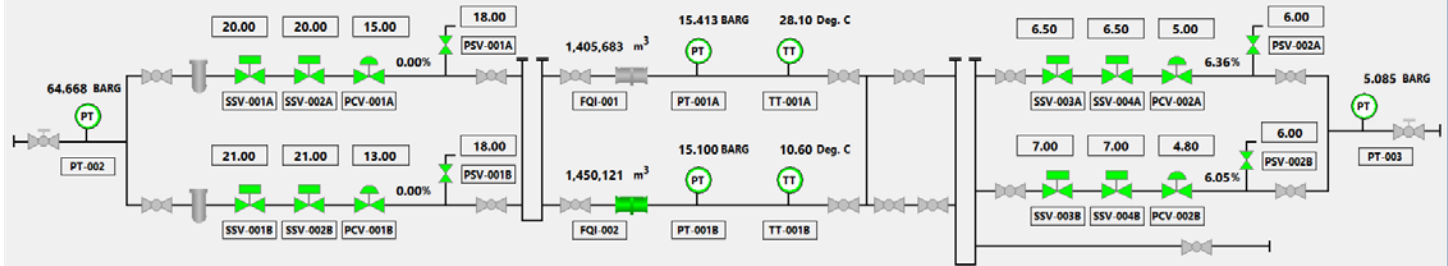 20.00 20.00 15.00 18.00
PSV-001A
0.00%
SSV-001A SSV-002A PCV-001A
64.668 BARG
PT
PT-002
21.00 21.00 13.00 18.00
PSV-001B
0.00%
SSV-001B SSV-002B PCV-001B
1,405,683 m³
15.413 BARG 28.10 Deg. C
PT TT
FQI-001 PT-001A TT-001A
1,450,121 m³
15.100 BARG 10.60 Deg. C
PT TT
FQI-002 PT-001B TT-001B
6.50 6.50 5.00 6.00
PSV-002A
6.36%
SSV-003A SSV-004A PCV-002A
7.00 7.00 4.80 6.00
PSV-002B
6.05%
SSV-003B SSV-004B PCV-002B
5.085 BARG
PT
PT-003